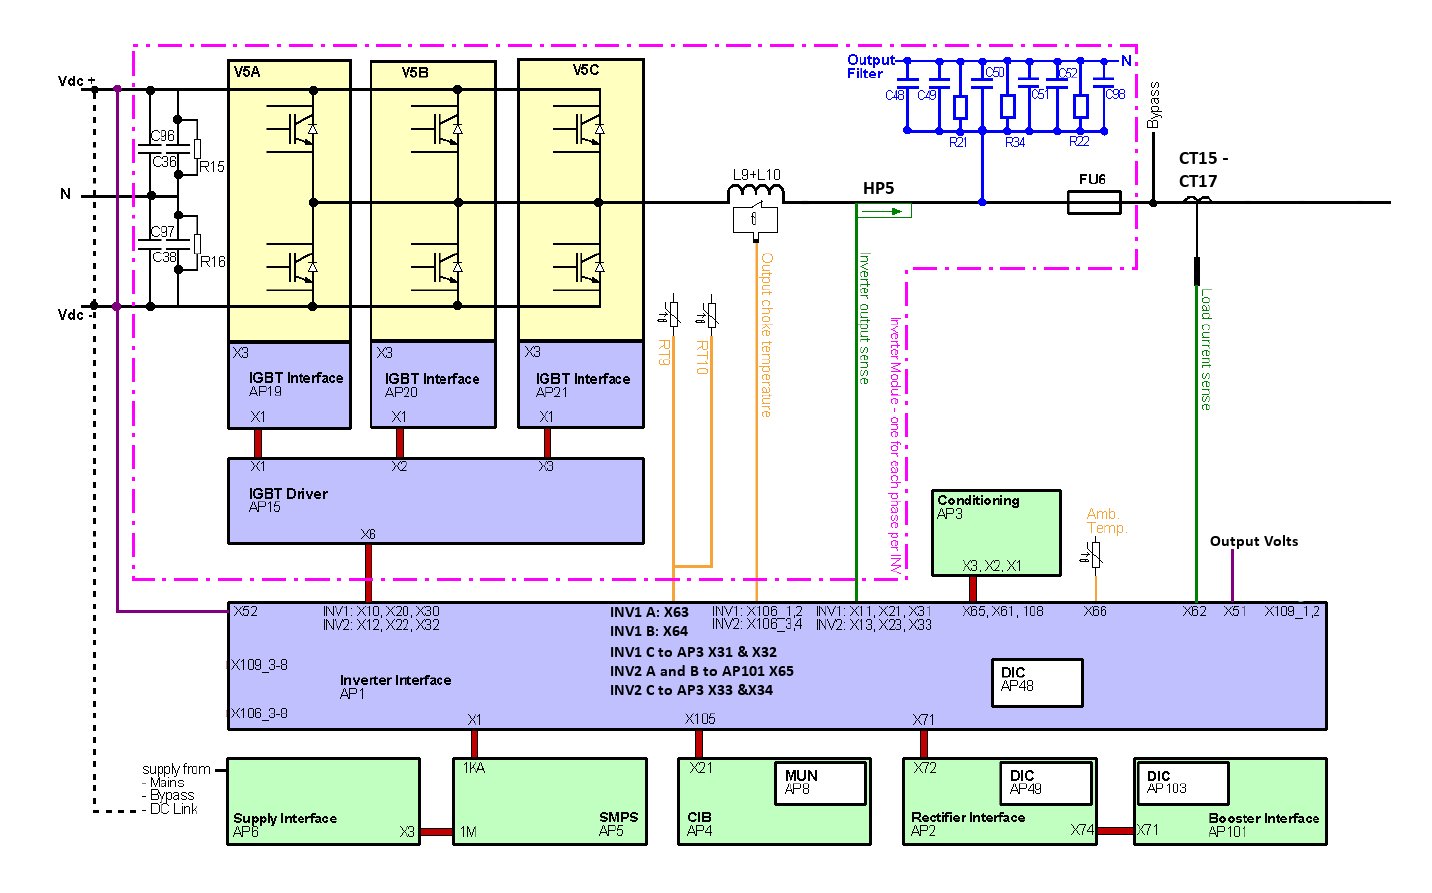 Vdc +
N
Vdc -
C96
C36
R15
C97
C38
R16
V5A
V5B
V5C
X3
IGBT Interface
AP19
X1
X3
IGBT Interface
AP20
X1
X3
IGBT Interface
AP21
X1
X1
X2
X3
IGBT Driver
AP15
X6
L9+L10
Output choke temperature
RT9
RT10
HP5
Inverter output sense
Output
Filter
N
C48
C49
R21
C50
R34
C51
C52
R22
C98
FU6
Bypass
CT15 -
CT17
Load current sense
Inverter Module - one for each phase per INV
Conditioning
AP3
X3, X2, X1
Amb.
Temp.
Output Volts
X52
INV1: X10, X20, X30
INV2: X12, X22, X32
INV1 A: X63
INV1 B: X64
INV1 C to AP3 X31 & X32
INV2 A and B to AP101 X65
INV2 C to AP3 X33 &X34
INV1: X106_1,2
INV2: X106_3,4
INV1: X11, X21, X31
INV2: X13, X23, X33
X65, X61, 108
X66
X62
X51
X109_1,2
X109_3-8
X106_3-8
Inverter Interface
AP1
DIC
AP48
X1
X105
X71
supply from
- Mains
- Bypass
- DC Link
Supply Interface
AP6
X3
1KA
1M
SMPS
AP5
X21
MUN
AP8
CIB
AP4
X72
DIC
AP49
Rectifier Interface
AP2
X74
DIC
AP103
X71
Booster Interface
AP101